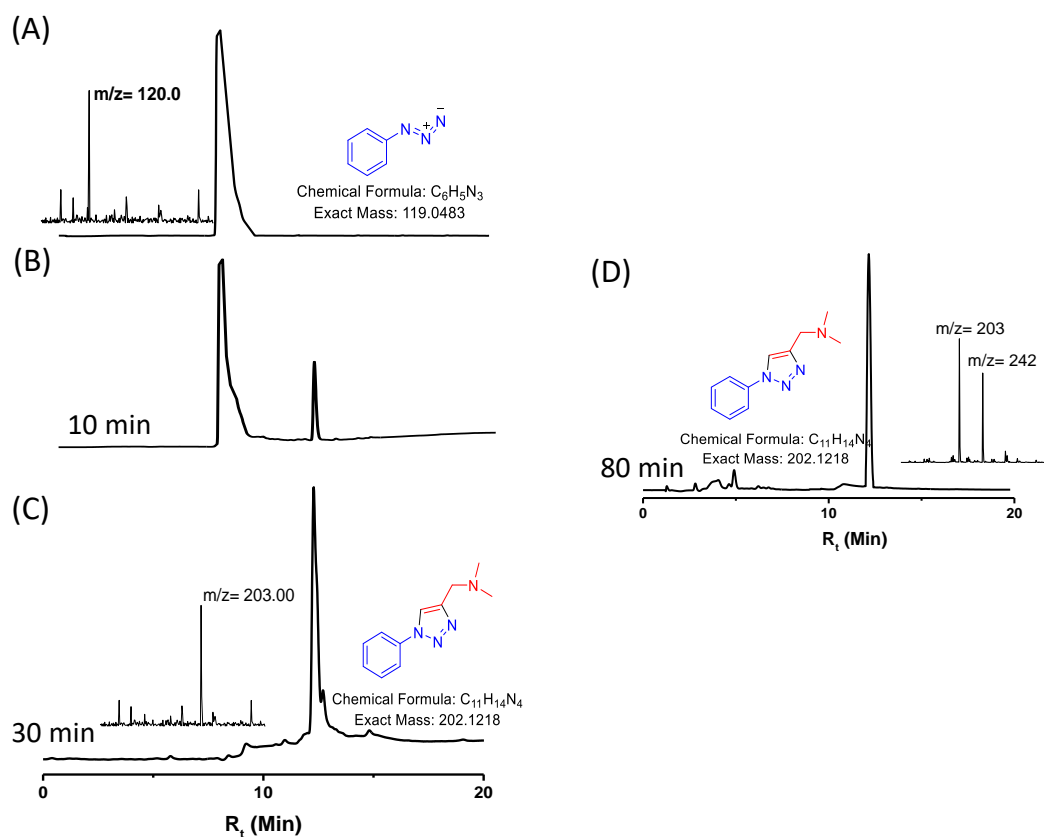 (A)
m/z= 120.0
N
N
+
N
−
Chemical Formula: C₆H₅N₃
Exact Mass: 119.0483
(B)
10 min
(C)
m/z= 203.00
N
N
N
N
Chemical Formula: C₁₁H₁₄N₄
Exact Mass: 202.1218
30 min
0
10
20
Rₜ (Min)
(D)
N
N
N
N
m/z= 203
m/z= 242
Chemical Formula: C₁₁H₁₄N₄
Exact Mass: 202.1218
80 min
0
10
20
Rₜ (Min)